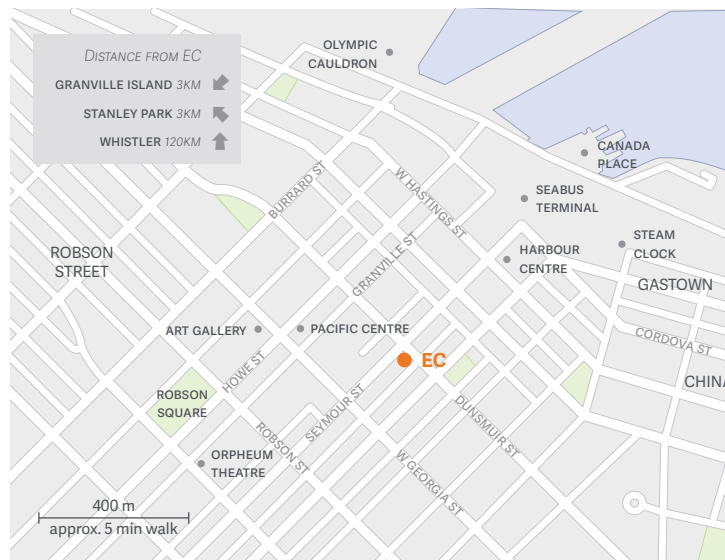 OLYMPIC
CAULDRON
DISTANCE FROM EC
GRANVILLE ISLAND 3KM
STANLEY PARK 3KM
WHISTLER 120KM
CANADA
PLACE
BURRARD ST
W HASTINGS ST
SEABUS
TERMINAL
STEAM
CLOCK
ROBSON
STREET
GRANVILLE ST
HARBOUR
CENTRE
GASTOWN
ART GALLERY
PACIFIC CENTRE
CORDOVA ST
EC
HOWE ST
CHINA
ROBSON
SQUARE
SEYMOUR ST
DUNSMUIR ST
ROBSON ST
ORPHEUM
THEATRE
W GEORGIA ST
400 m
approx. 5 min walk